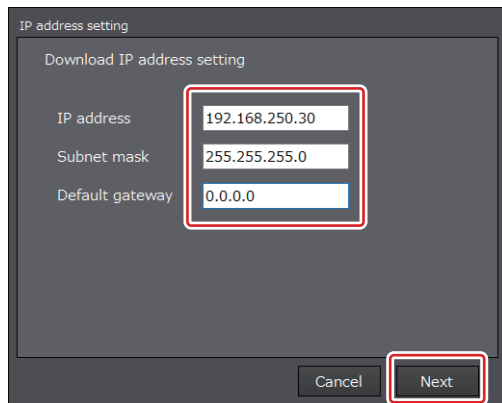 IP address setting
Download IP address setting
IP address 192.168.250.30
Subnet mask 255.255.255.0
Default gateway 0.0.0.0
Cancel Next